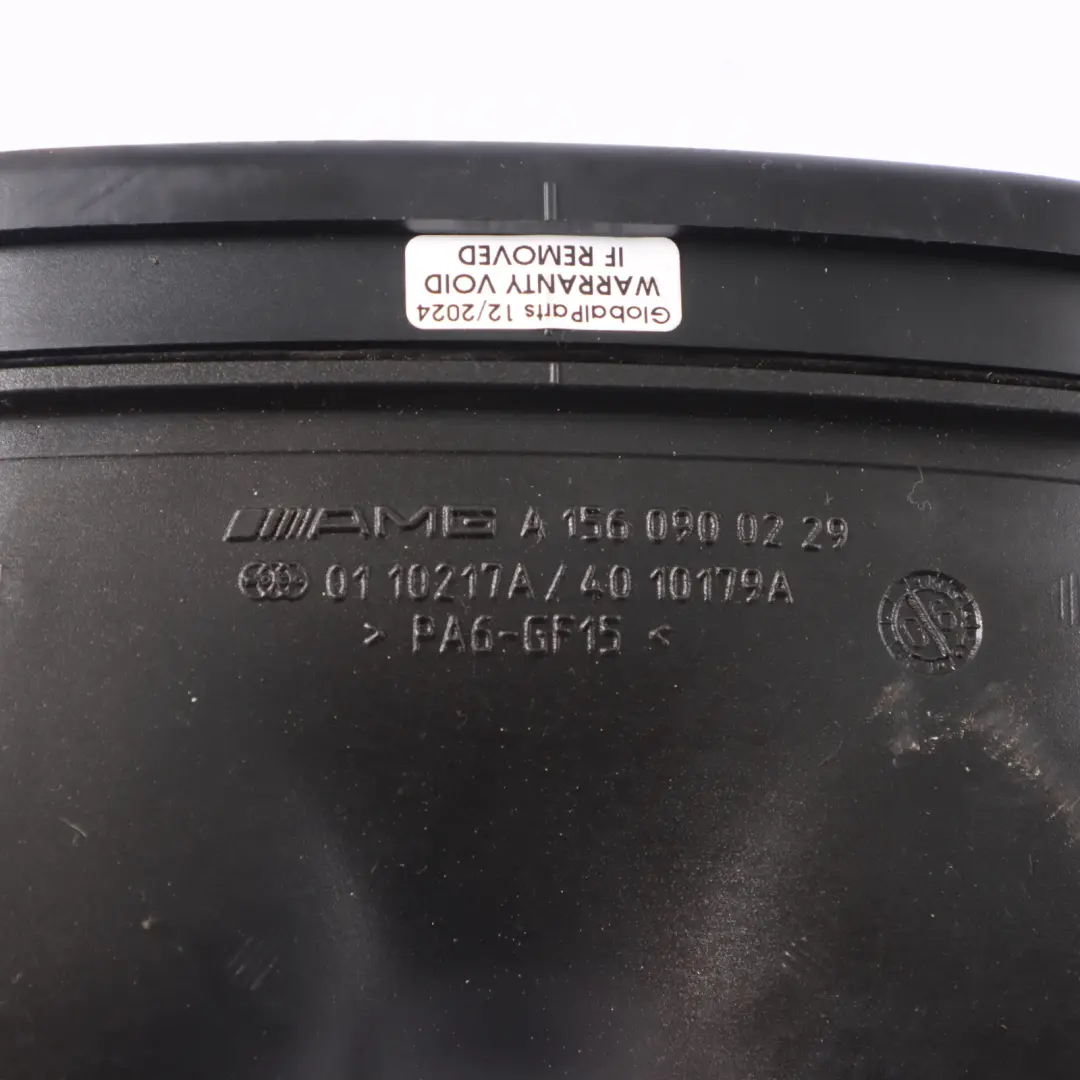 GlobalParts 12/2024
WARRANTY VOID
IF REMOVED
AMG A 156 090 02 29
01 10217A / 40 10179A
> PA6-GF15 <